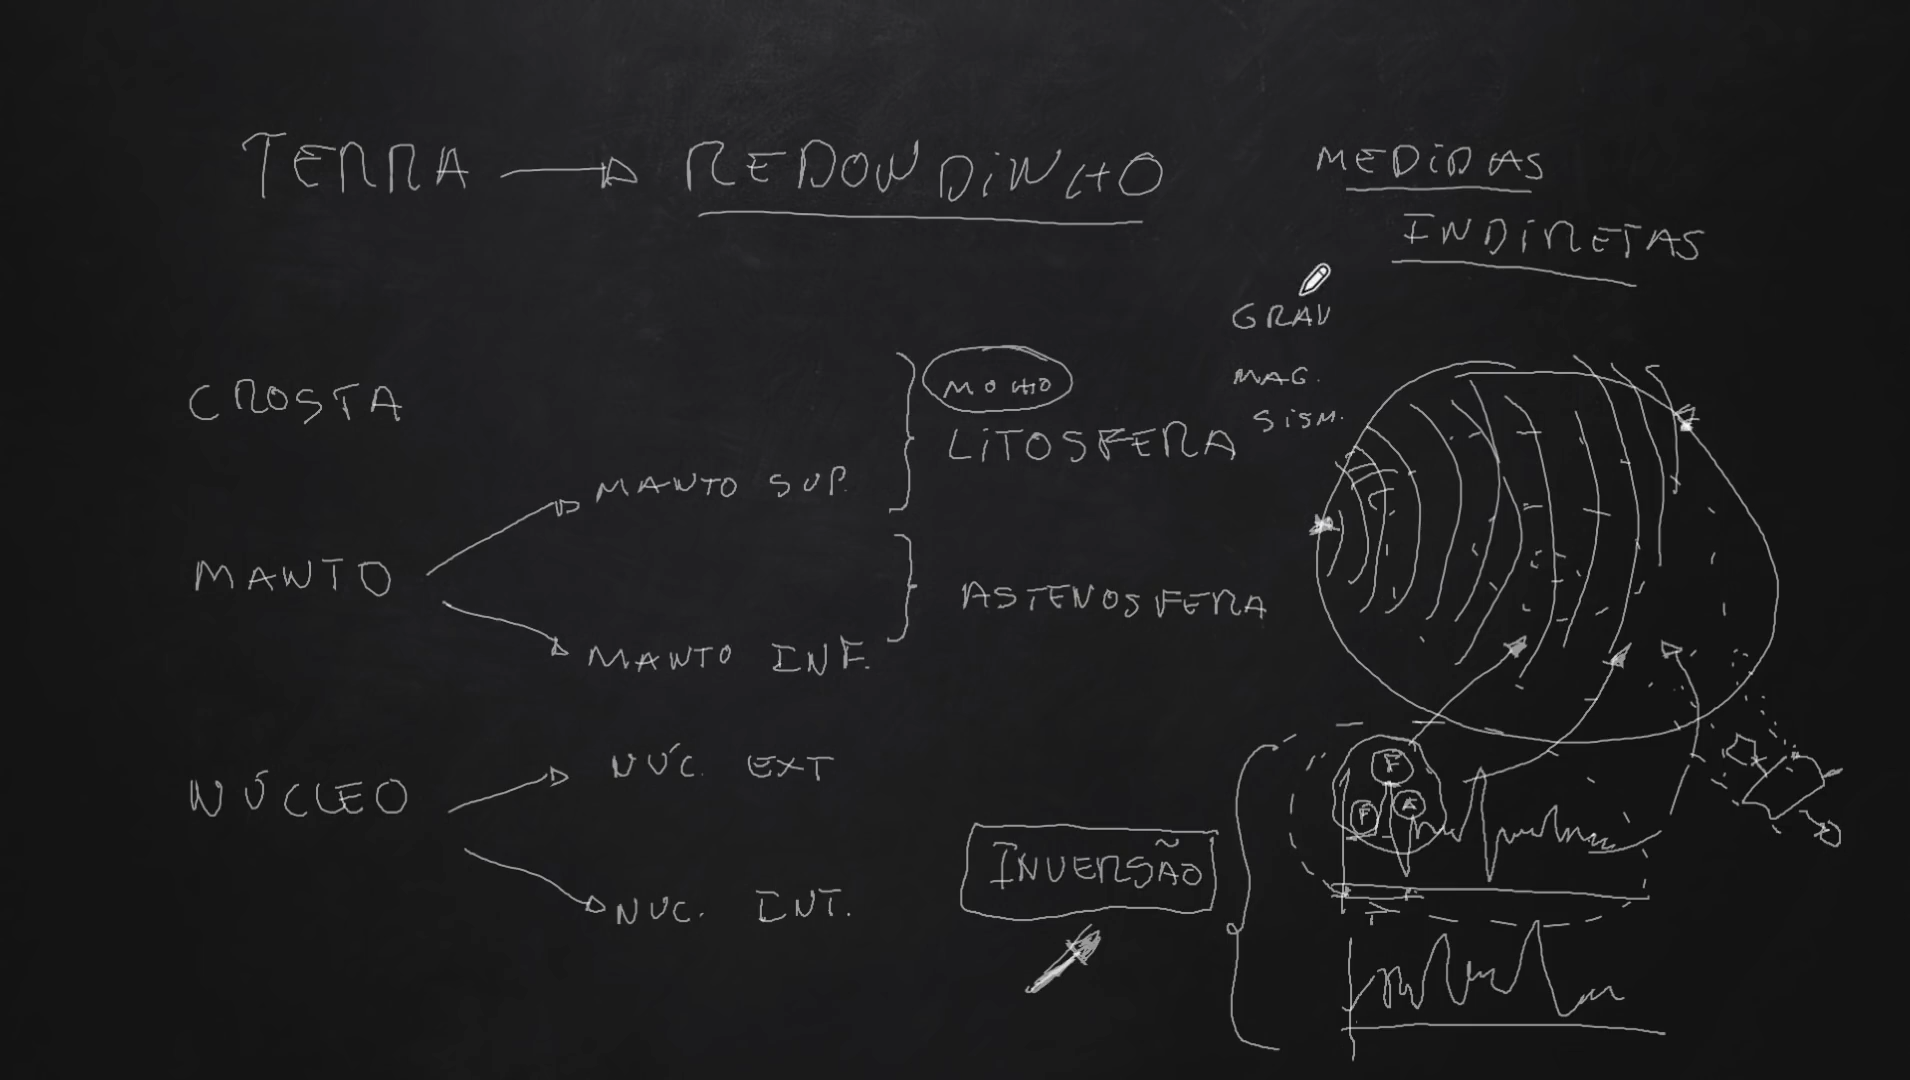 TERRA → REDONDINHO
MEDIDAS
INDIRETAS
GRAV
MAG.
SISM.
CROSTA
MOHO
LITOSFERA
MANTO SUP.
MANTO
ASTENOSFERA
MANTO INF.
NÚC. EXT
NÚCLEO
NUC. INT.
INVERSÃO
F
F A